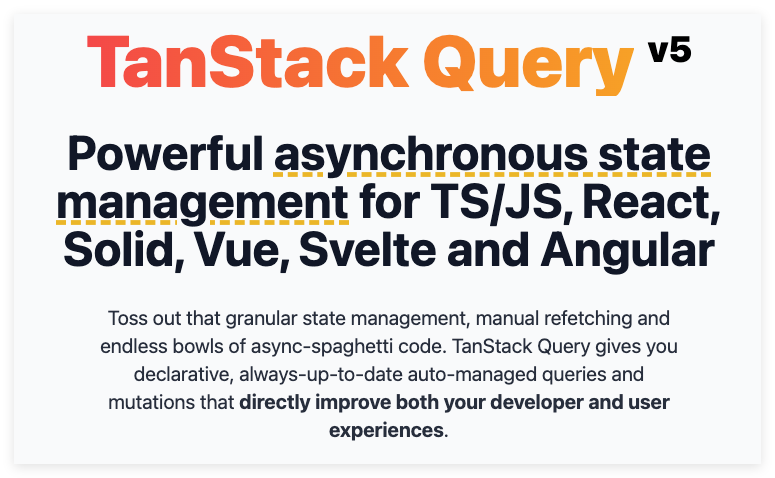 TanStack Query v5
Powerful asynchronous state
management for TS/JS, React,
Solid, Vue, Svelte and Angular
Toss out that granular state management, manual refetching and
endless bowls of async-spaghetti code. TanStack Query gives you
declarative, always-up-to-date auto-managed queries and
mutations that directly improve both your developer and user
experiences.